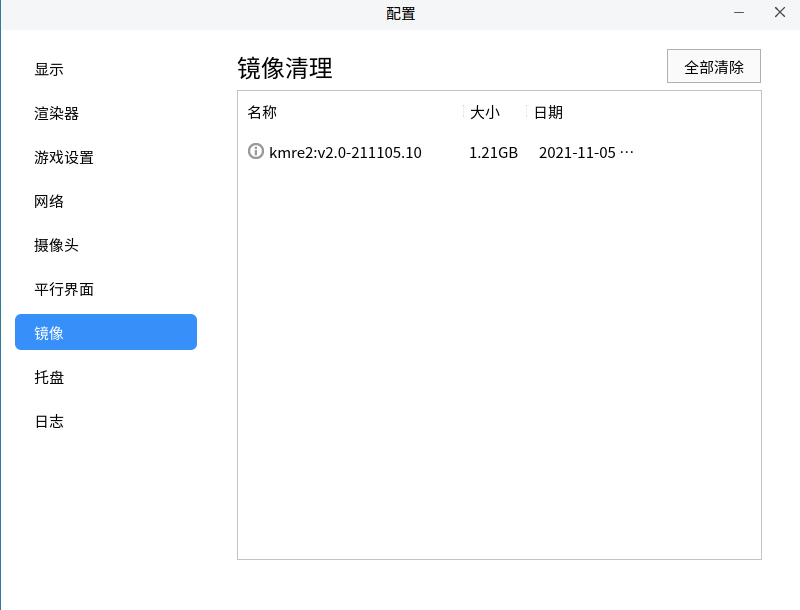 配置
显示
渲染器
游戏设置
网络
摄像头
平行界面
镜像
托盘
日志
镜像清理
全部清除
名称 大小 日期
kmre2:v2.0-211105.10 1.21GB 2021-11-05 ⋯